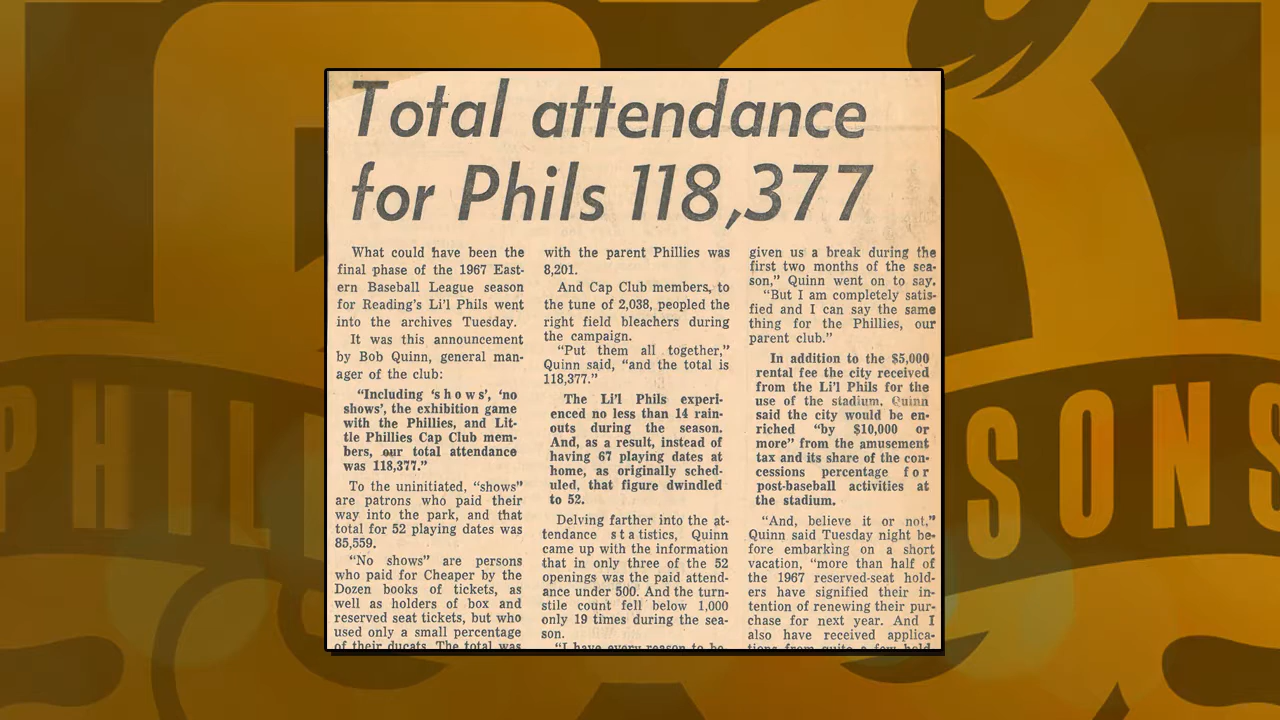 Total attendance
for Phils 118,377
What could have been the
final phase of the 1967 East-
ern Baseball League season
for Reading's Li'l Phils went
into the archives Tuesday.
It was this announcement
by Bob Quinn, general man-
ager of the club:
"Including 's h o w s', 'no
shows', the exhibition game
with the Phillies, and Lit-
tle Phillies Cap Club mem-
bers, our total attendance
was 118,377."
To the uninitiated, "shows"
are patrons who paid their
way into the park, and that
total for 52 playing dates was
85,559.
"No shows" are persons
who paid for Cheaper by the
Dozen books of tickets, as
well as holders of box and
reserved seat tickets, but who
used only a small percentage
of their ducats. The total was
with the parent Phillies was
8,201.
And Cap Club members, to
the tune of 2,038, peopled the
right field bleachers during
the campaign.
"Put them all together,"
Quinn said, "and the total is
118,377."
The Li'l Phils experi-
enced no less than 14 rain-
outs during the season.
And, as a result, instead of
having 67 playing dates at
home, as originally sched-
uled, that figure dwindled
to 52.
Delving farther into the at-
tendance s t a tistics, Quinn
came up with the information
that in only three of the 52
openings was the paid attend-
ance under 500. And the turn-
stile count fell below 1,000
only 19 times during the sea-
son.
"I have every reason to be-
given us a break during the
first two months of the sea-
son," Quinn went on to say.
"But I am completely satis-
fied and I can say the same
thing for the Phillies, our
parent club."
In addition to the $5,000
rental fee the city received
from the Li'l Phils for the
use of the stadium. Quinn
said the city would be en-
riched "by $10,000 or
more" from the amusement
tax and its share of the con-
cessions percentage f o r
post-baseball activities at
the stadium.
"And, believe it or not,"
Quinn said Tuesday night be-
fore embarking on a short
vacation, "more than half of
the 1967 reserved-seat hold-
ers have signified their in-
tention of renewing their pur-
chase for next year. And I
also have received applica-
tions from quite a few hold-
PHILL
SONS